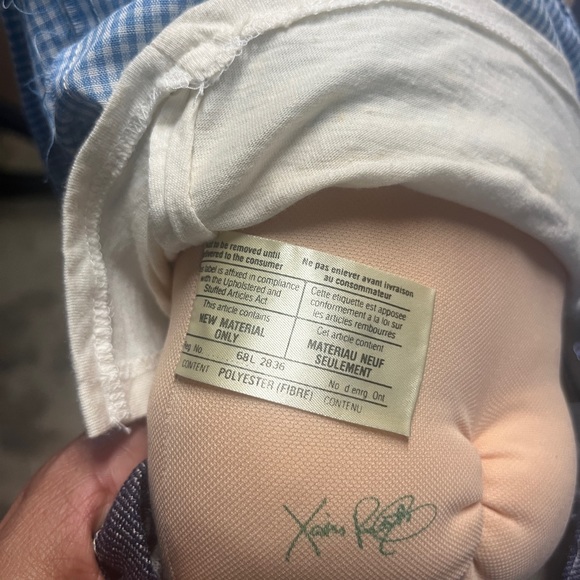 to be removed until
delivered to the consumer
label is affixed in compliance
with the Upholstered and
Stuffed Articles Act
This article contains
NEW MATERIAL
ONLY
Ne pas enlever avant livraison
au consommateur
Cette etiquette est apposee
conformement a la loi sur
les articles rembourrés
Cet article contient
MATERIAU NEUF
SEULEMENT
Reg No. 68L 2836 No d enrg Ont
CONTENT POLYESTER (FIBRE) CONTENU
Xavier Roberts